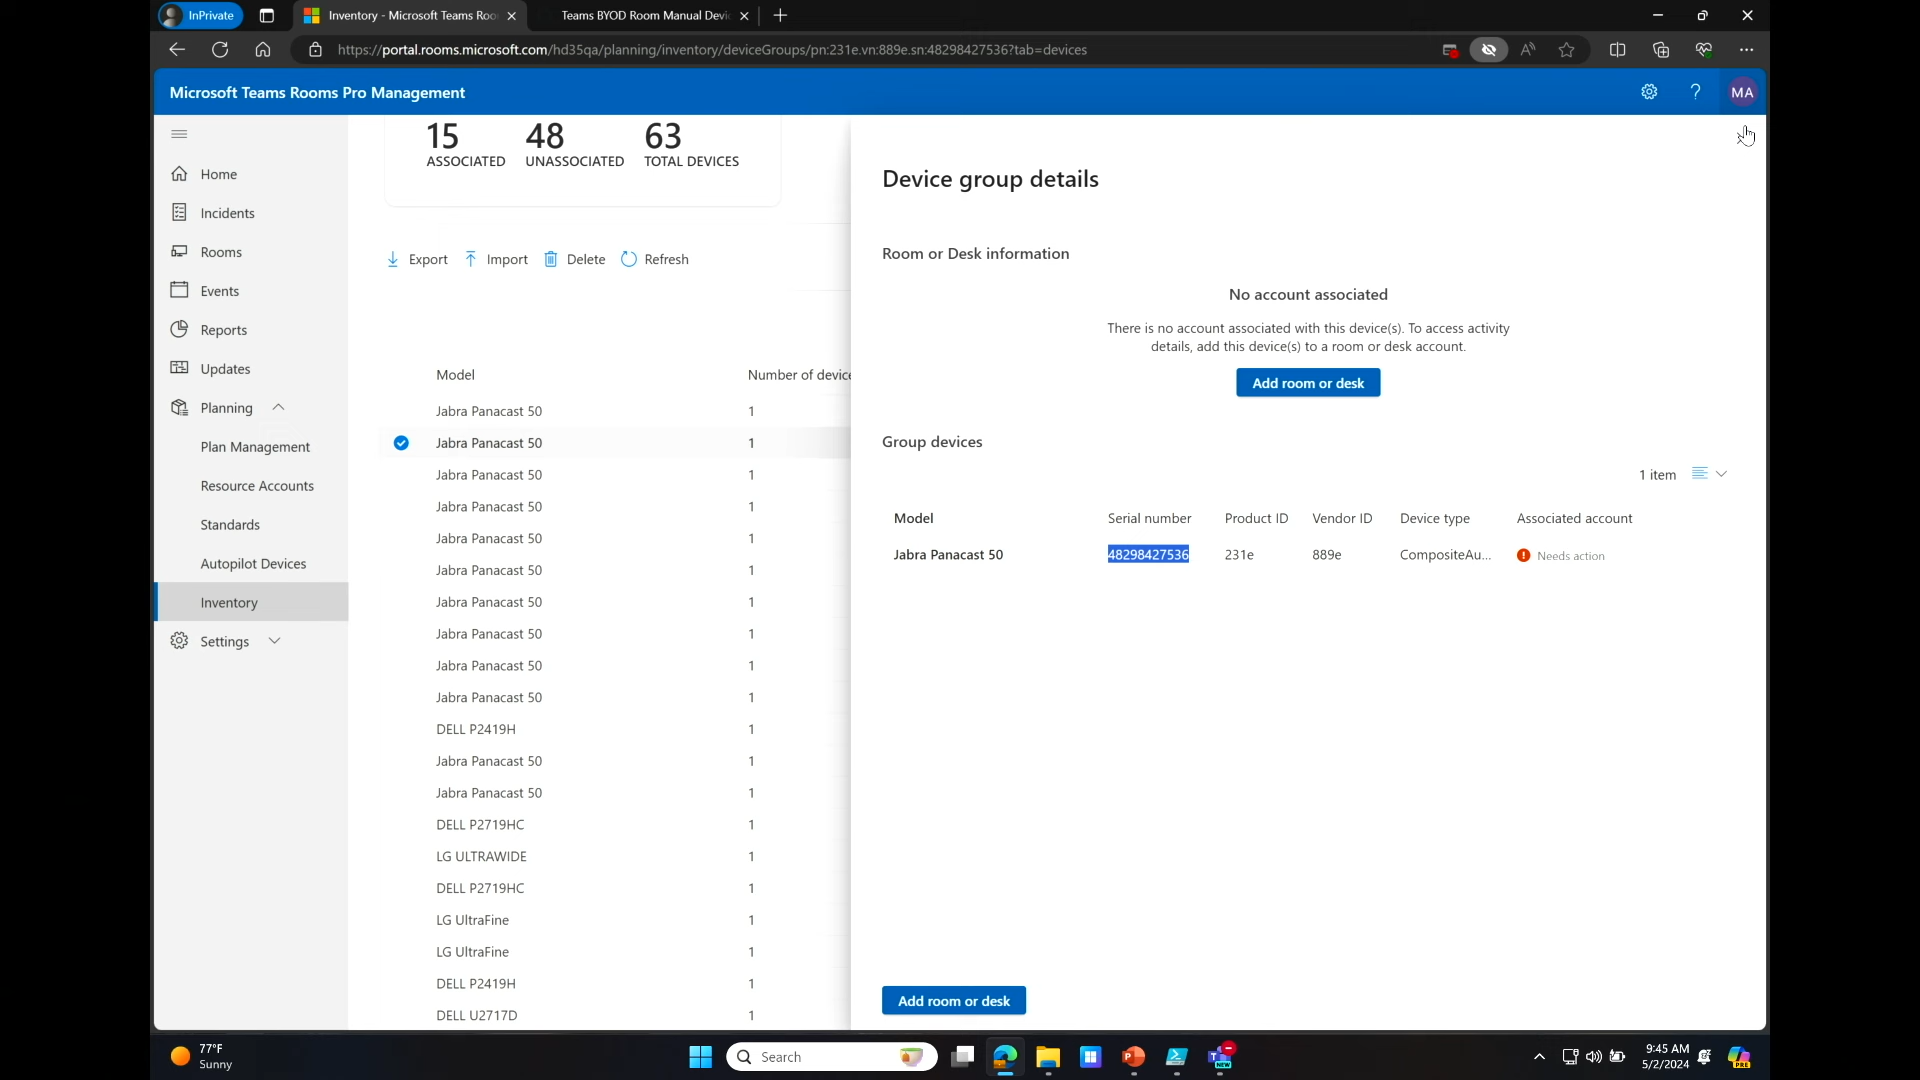 InPrivate
Inventory - Microsoft Teams Roo
Teams BYOD Room Manual Devi
https://portal.rooms.microsoft.com/hd35qa/planning/inventory/deviceGroups/pn:231e.vn:889e.sn:48298427536?tab=devices
Microsoft Teams Rooms Pro Management
MA
Home
Incidents
Rooms
Events
Reports
Updates
Planning
Plan Management
Resource Accounts
Standards
Autopilot Devices
Inventory
Settings
15 48 63
ASSOCIATED UNASSOCIATED TOTAL DEVICES
Export Import Delete Refresh
Model Number of device
Jabra Panacast 50 1
Jabra Panacast 50 1
Jabra Panacast 50 1
Jabra Panacast 50 1
Jabra Panacast 50 1
Jabra Panacast 50 1
Jabra Panacast 50 1
Jabra Panacast 50 1
Jabra Panacast 50 1
Jabra Panacast 50 1
DELL P2419H 1
Jabra Panacast 50 1
Jabra Panacast 50 1
DELL P2719HC 1
LG ULTRAWIDE 1
DELL P2719HC 1
LG UltraFine 1
LG UltraFine 1
DELL P2419H 1
DELL U2717D 1
Device group details
Room or Desk information
No account associated
There is no account associated with this device(s). To access activity
details, add this device(s) to a room or desk account.
Add room or desk
Group devices
1 item
Model Serial number Product ID Vendor ID Device type Associated account
Jabra Panacast 50 48298427536 231e 889e CompositeAu... Needs action
Add room or desk
77°F
Sunny
Search
NEW
9:45 AM
5/2/2024
PRE